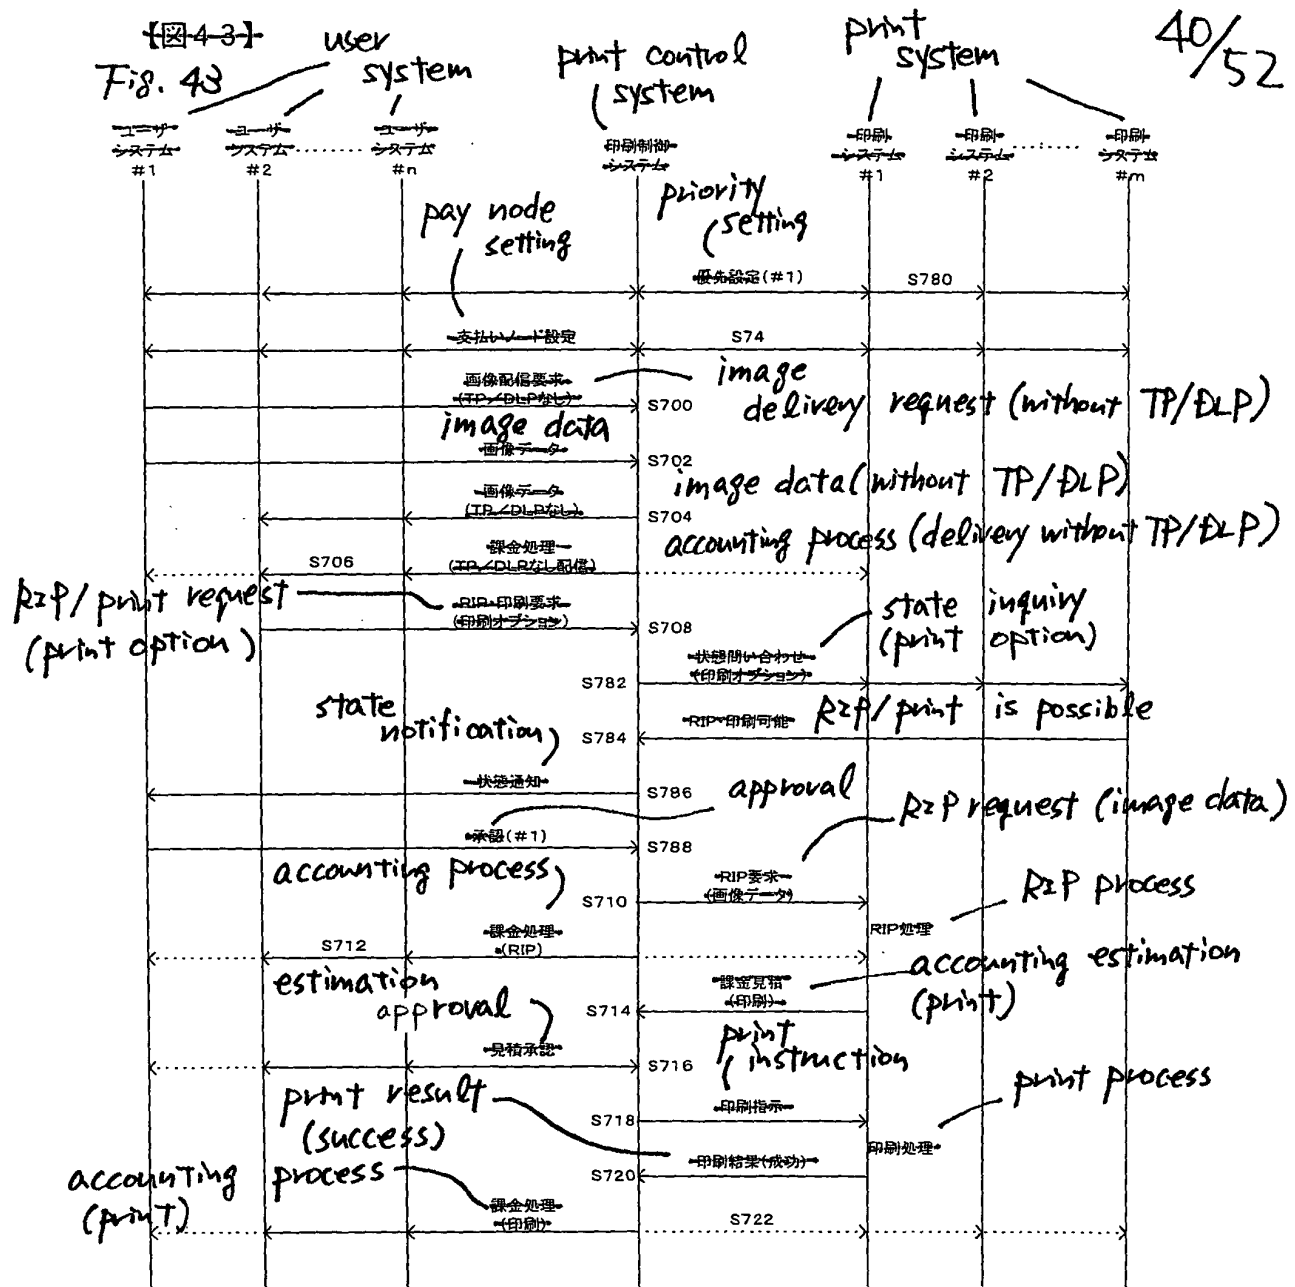 【図43】
Fig. 43
user system
print control system
print system
40/52
ユーザシステム #1
ユーザシステム #2
ユーザシステム #n
印刷制御システム
印刷システム #1
印刷システム #2
印刷システム #m
pay node setting
priority setting
優先設定(#1)
S780
支払いノード設定
S74
画像配信要求
(TP/DLPなし)
S700
image delivery request (without TP/DLP)
image data
画像データ
S702
画像データ
(TP/DLPなし)
S704
image data (without TP/DLP)
accounting process (delivery without TP/DLP)
課金処理
(TP/DLPなし配信)
S706
RIP/print request
(print option)
RIP・印刷要求
(印刷オプション)
S708
state inquiry
(print option)
状態問い合わせ
(印刷オプション)
S782
state notification
RIP・印刷可能
RIP/print is possible
S784
状態通知
S786
approval
承認(#1)
S788
RIP request (image data)
accounting process
RIP要求
(画像データ)
S710
RIP処理
RIP process
課金処理
(RIP)
S712
estimation approval
課金見積
(印刷)
S714
accounting estimation
(print)
見積承認
S716
print instruction
印刷指示
S718
print process
印刷処理
print result
(success)
印刷結果(成功)
S720
accounting process
(print)
課金処理
(印刷)
S722